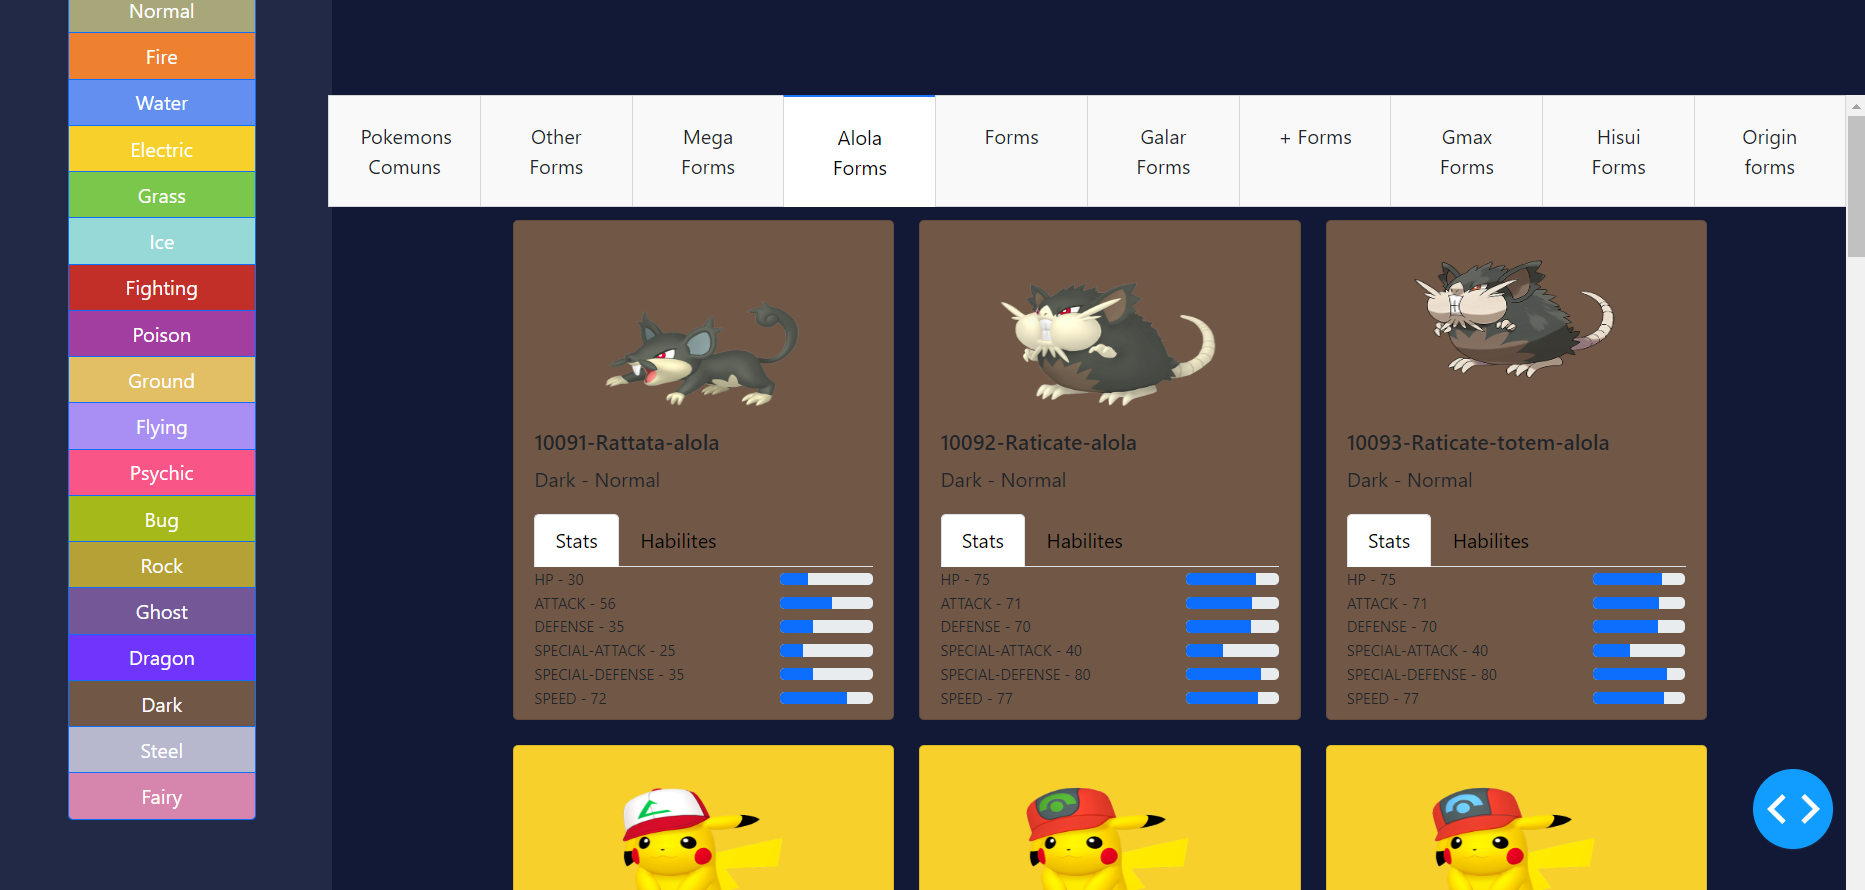 Normal
Fire
Water
Electric
Grass
Ice
Fighting
Poison
Ground
Flying
Psychic
Bug
Rock
Ghost
Dragon
Dark
Steel
Fairy
Pokemons
Comuns
Other
Forms
Mega
Forms
Alola
Forms
Forms
Galar
Forms
+ Forms
Gmax
Forms
Hisui
Forms
Origin
forms
10091-Rattata-alola
Dark - Normal
Stats Habilites
HP - 30
ATTACK - 56
DEFENSE - 35
SPECIAL-ATTACK - 25
SPECIAL-DEFENSE - 35
SPEED - 72
10092-Raticate-alola
Dark - Normal
Stats Habilites
HP - 75
ATTACK - 71
DEFENSE - 70
SPECIAL-ATTACK - 40
SPECIAL-DEFENSE - 80
SPEED - 77
10093-Raticate-totem-alola
Dark - Normal
Stats Habilites
HP - 75
ATTACK - 71
DEFENSE - 70
SPECIAL-ATTACK - 40
SPECIAL-DEFENSE - 80
SPEED - 77